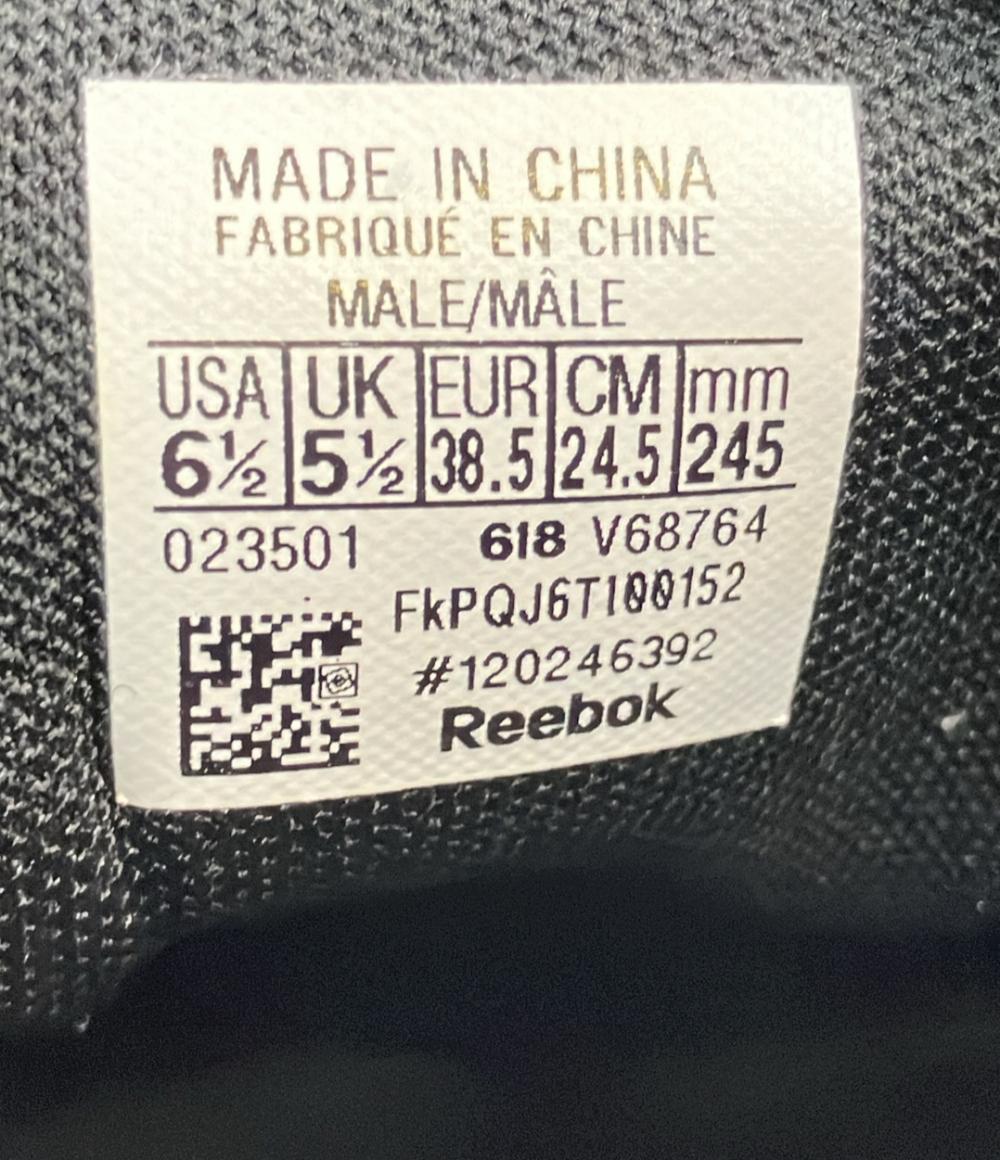 MADE IN CHINA
FABRIQUÉ EN CHINE
MALE/MÂLE
USA UK EUR CM mm
6½ 5½ 38.5 24.5 245
023501 618 V68764
FkPQJ6T100152
#120246392
Reebok